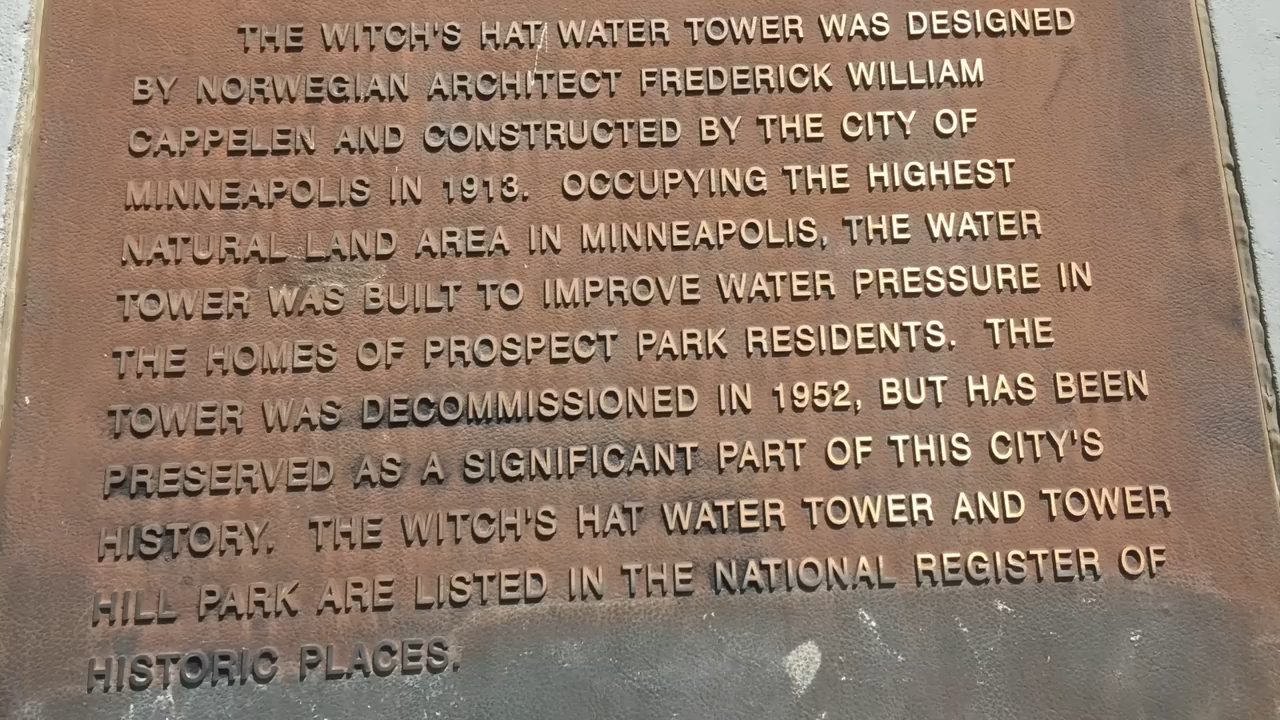 THE WITCH'S HAT WATER TOWER WAS DESIGNED
BY NORWEGIAN ARCHITECT FREDERICK WILLIAM
CAPPELEN AND CONSTRUCTED BY THE CITY OF
MINNEAPOLIS IN 1913. OCCUPYING THE HIGHEST
NATURAL LAND AREA IN MINNEAPOLIS, THE WATER
TOWER WAS BUILT TO IMPROVE WATER PRESSURE IN
THE HOMES OF PROSPECT PARK RESIDENTS. THE
TOWER WAS DECOMMISSIONED IN 1952, BUT HAS BEEN
PRESERVED AS A SIGNIFICANT PART OF THIS CITY'S
HISTORY. THE WITCH'S HAT WATER TOWER AND TOWER
HILL PARK ARE LISTED IN THE NATIONAL REGISTER OF
HISTORIC PLACES.